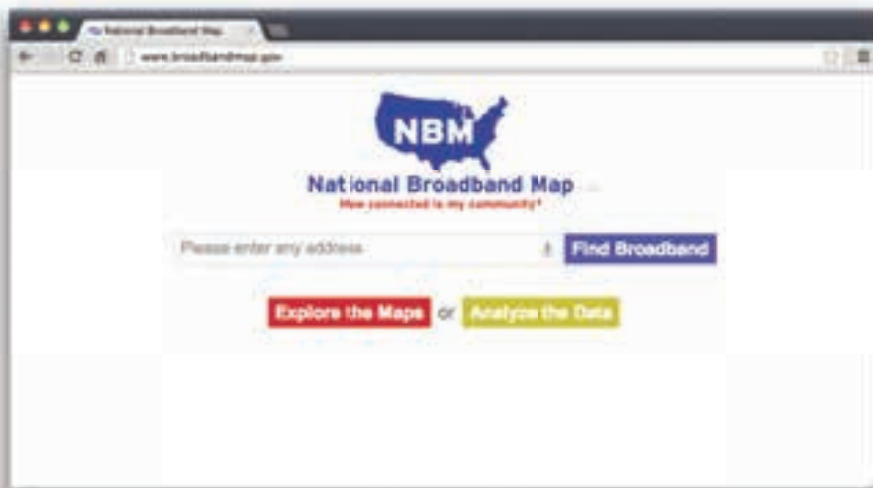 National Broadband Map
www.broadbandmap.gov
NBM
National Broadband Map
How connected is my community?
Please enter any address
Find Broadband
Explore the Maps or Analyze the Data